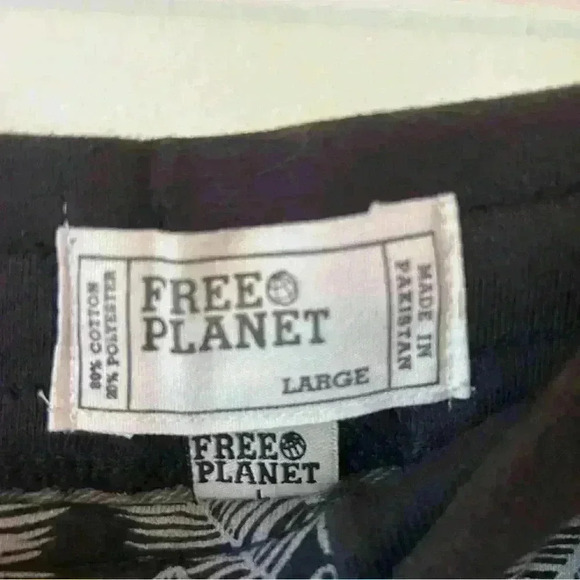 80% COTTON
20% POLYESTER
FREE
PLANET
LARGE
MADE IN
PAKISTAN
FREE
PLANET
L